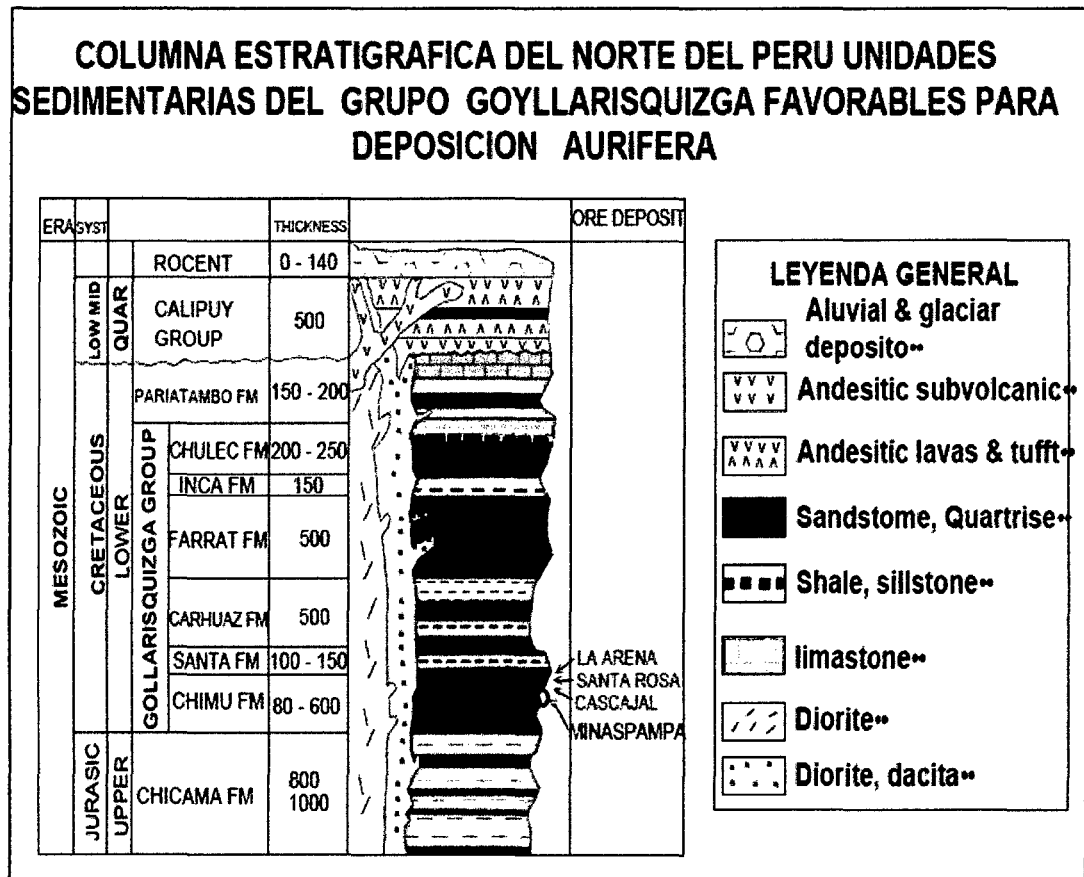 COLUMNA ESTRATIGRAFICA DEL NORTE DEL PERU UNIDADES
SEDIMENTARIAS DEL GRUPO GOYLLARISQUIZGA FAVORABLES PARA
DEPOSICION AURIFERA
ERA SYST THICKNESS ORE DEPOSIT
ROCENT 0 - 140
LOW MID
QUAR
CALIPUY
GROUP
500
MESOZOIC
CRETACEOUS
LOWER
PARIATAMBO FM 150 - 200
GOLLARISQUIZGA GROUP
CHULEC FM 200 - 250
INCA FM 150
FARRAT FM 500
CARHUAZ FM 500
SANTA FM 100 - 150
CHIMU FM 80 - 600
LA ARENA
SANTA ROSA
CASCAJAL
MINASPAMPA
JURASIC
UPPER
CHICAMA FM
800
1000
LEYENDA GENERAL
Aluvial & glaciar
deposito••
Andesitic subvolcanic••
Andesitic lavas & tufft••
Sandstome, Quartrise••
Shale, sillstone••
limastone••
Diorite••
Diorite, dacita••